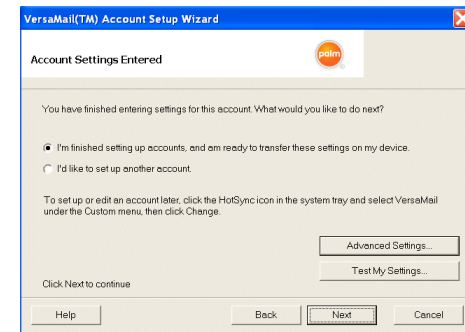 VersaMail(TM) Account Setup Wizard
Account Settings Entered
palm
You have finished entering settings for this account. What would you like to do next?
I'm finished setting up accounts, and am ready to transfer these settings on my device.
I'd like to set up another account.
To set up or edit an account later, click the HotSync icon in the system tray and select VersaMail
under the Custom menu, then click Change.
Advanced Settings...
Test My Settings...
Click Next to continue
Help
Back
Next
Cancel